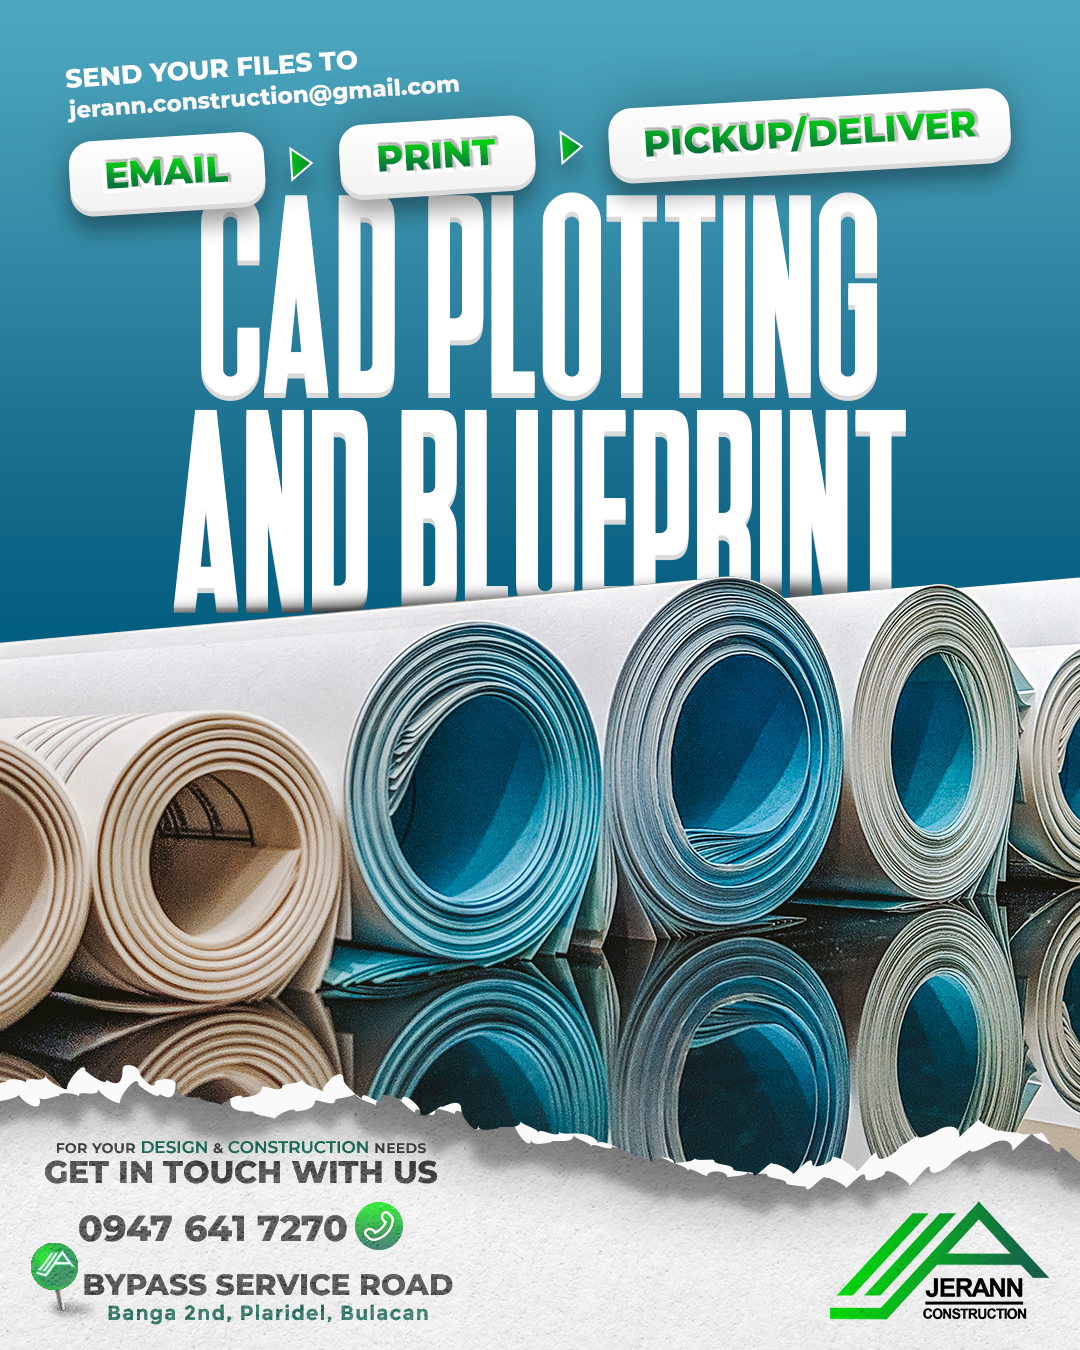 SEND YOUR FILES TO
jerann.construction@gmail.com
EMAIL
PRINT
PICKUP/DELIVER
CAD PLOTTING
AND BLUEPRINT
FOR YOUR DESIGN & CONSTRUCTION NEEDS
GET IN TOUCH WITH US
0947 641 7270
BYPASS SERVICE ROAD
Banga 2nd, Plaridel, Bulacan
JERANN
CONSTRUCTION